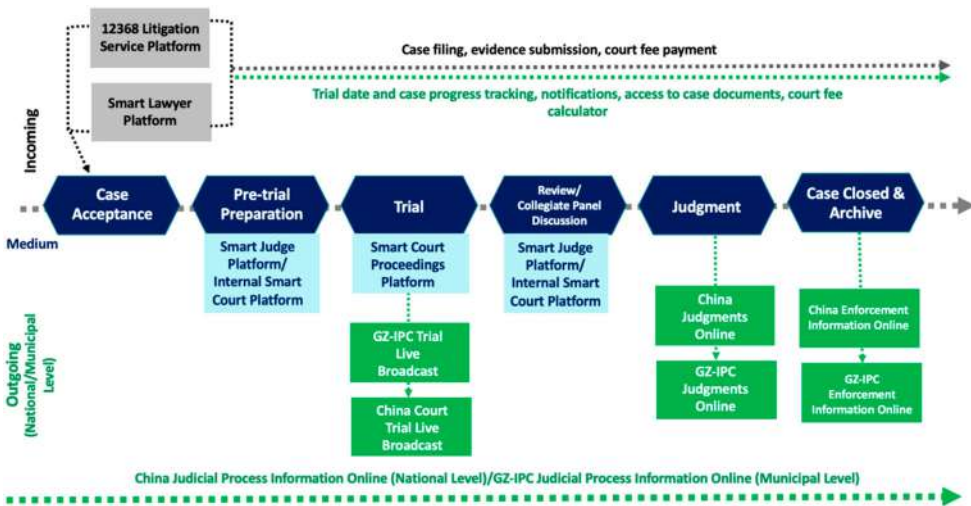 12368 Litigation
Service Platform
Smart Lawyer
Platform
Case filing, evidence submission, court fee payment
Trial date and case progress tracking, notifications, access to case documents, court fee
calculator
Incoming
Case
Acceptance
Pre-trial
Preparation
Trial
Review/
Collegiate Panel
Discussion
Judgment
Case Closed &
Archive
Medium
Smart Judge
Platform/
Internal Smart
Court Platform
Smart Court
Proceedings
Platform
Smart Judge
Platform/
Internal Smart
Court Platform
Outgoing
(National/Municipal
Level)
GZ-IPC Trial
Live
Broadcast
China Court
Trial Live
Broadcast
China
Judgments
Online
GZ-IPC
Judgments
Online
China Enforcement
Information Online
GZ-IPC
Enforcement
Information Online
China Judicial Process Information Online (National Level)/GZ-IPC Judicial Process Information Online (Municipal Level)